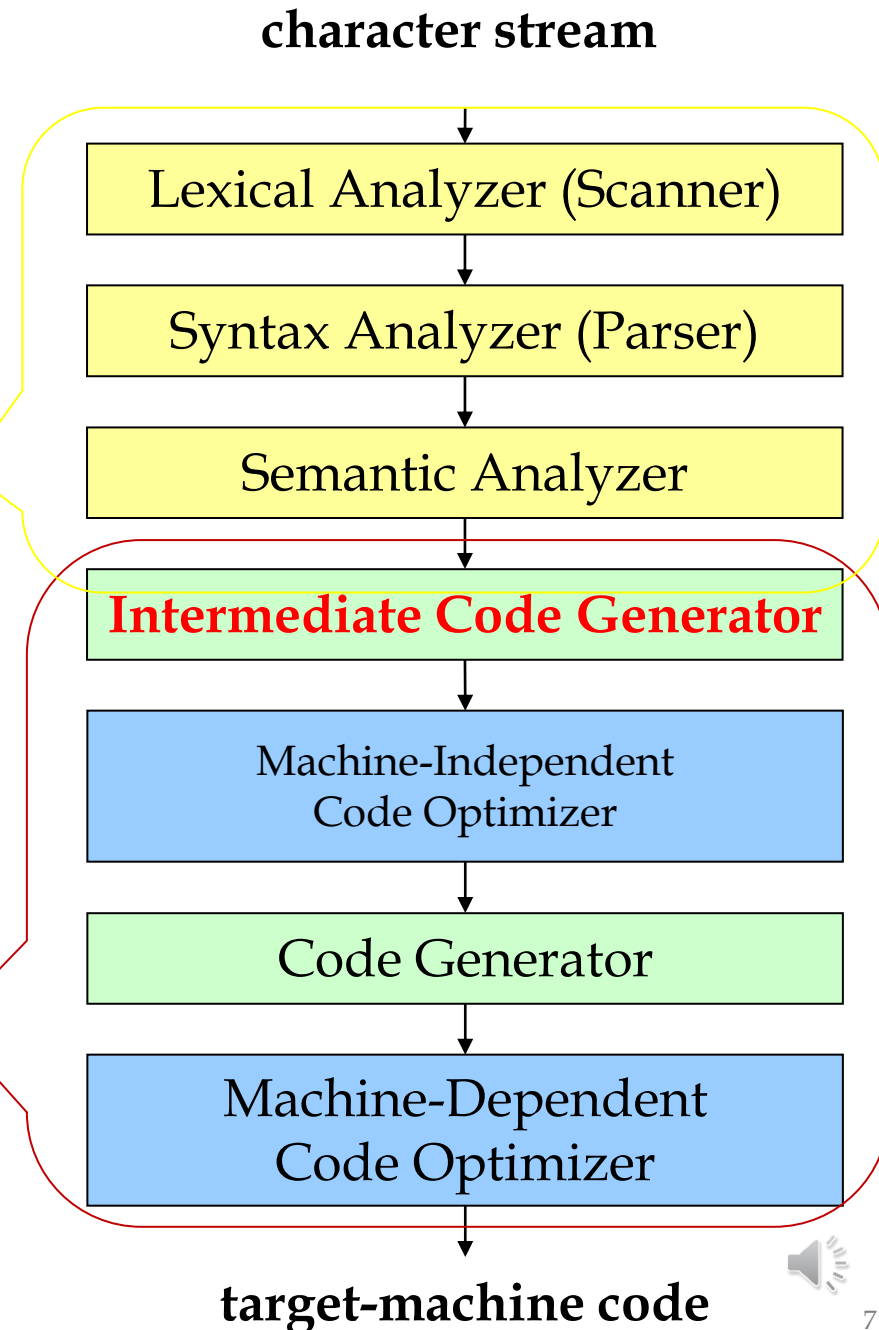 character stream
Lexical Analyzer (Scanner)
Syntax Analyzer (Parser)
Semantic Analyzer
Intermediate Code Generator
Machine-Independent
Code Optimizer
Code Generator
Machine-Dependent
Code Optimizer
target-machine code
7